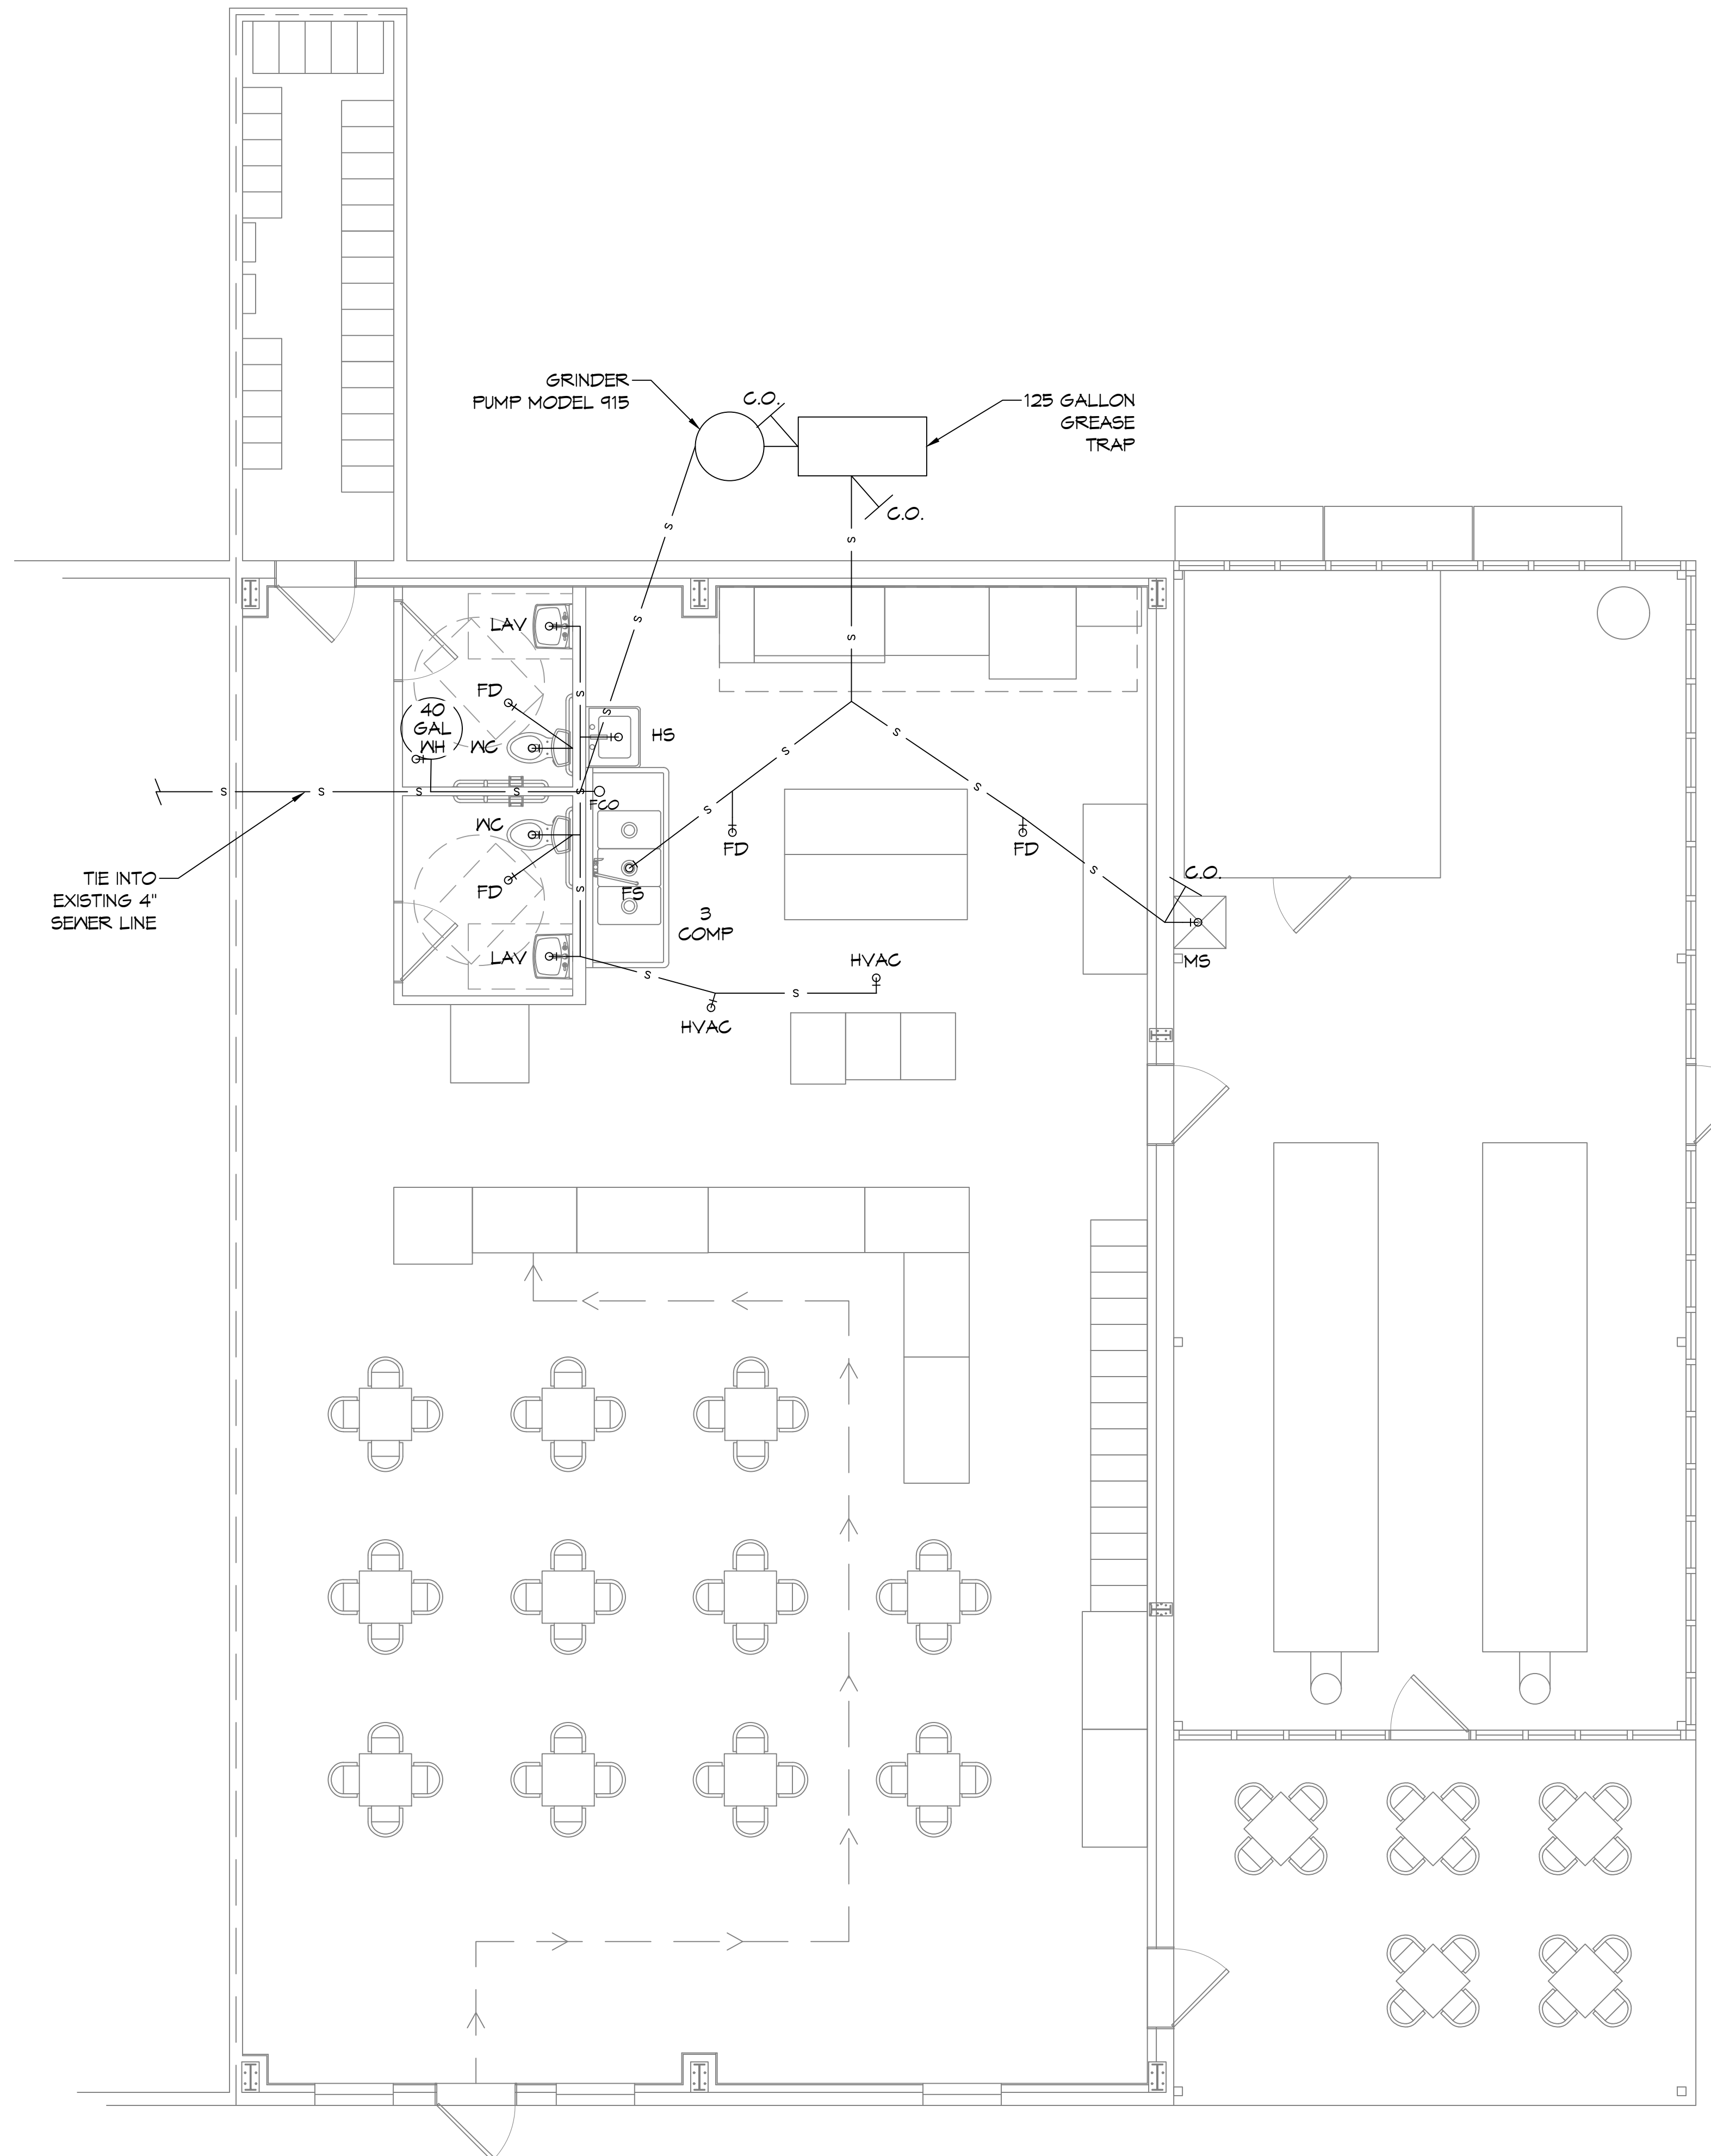 GRINDER
PUMP MODEL 915
C.O.
125 GALLON
GREASE
TRAP
C.O.
S
S
S
S
LAV
FD
S
S
40
GAL
WH
WC
HS
S
S
S
S
S
S
S
S
S
FCO
S
WC
FD
FD
TIE INTO
EXISTING 4"
SEWER LINE
FD
S
FS
S
C.O.
3
COMP
MS
LAV
HVAC
S
S
HVAC